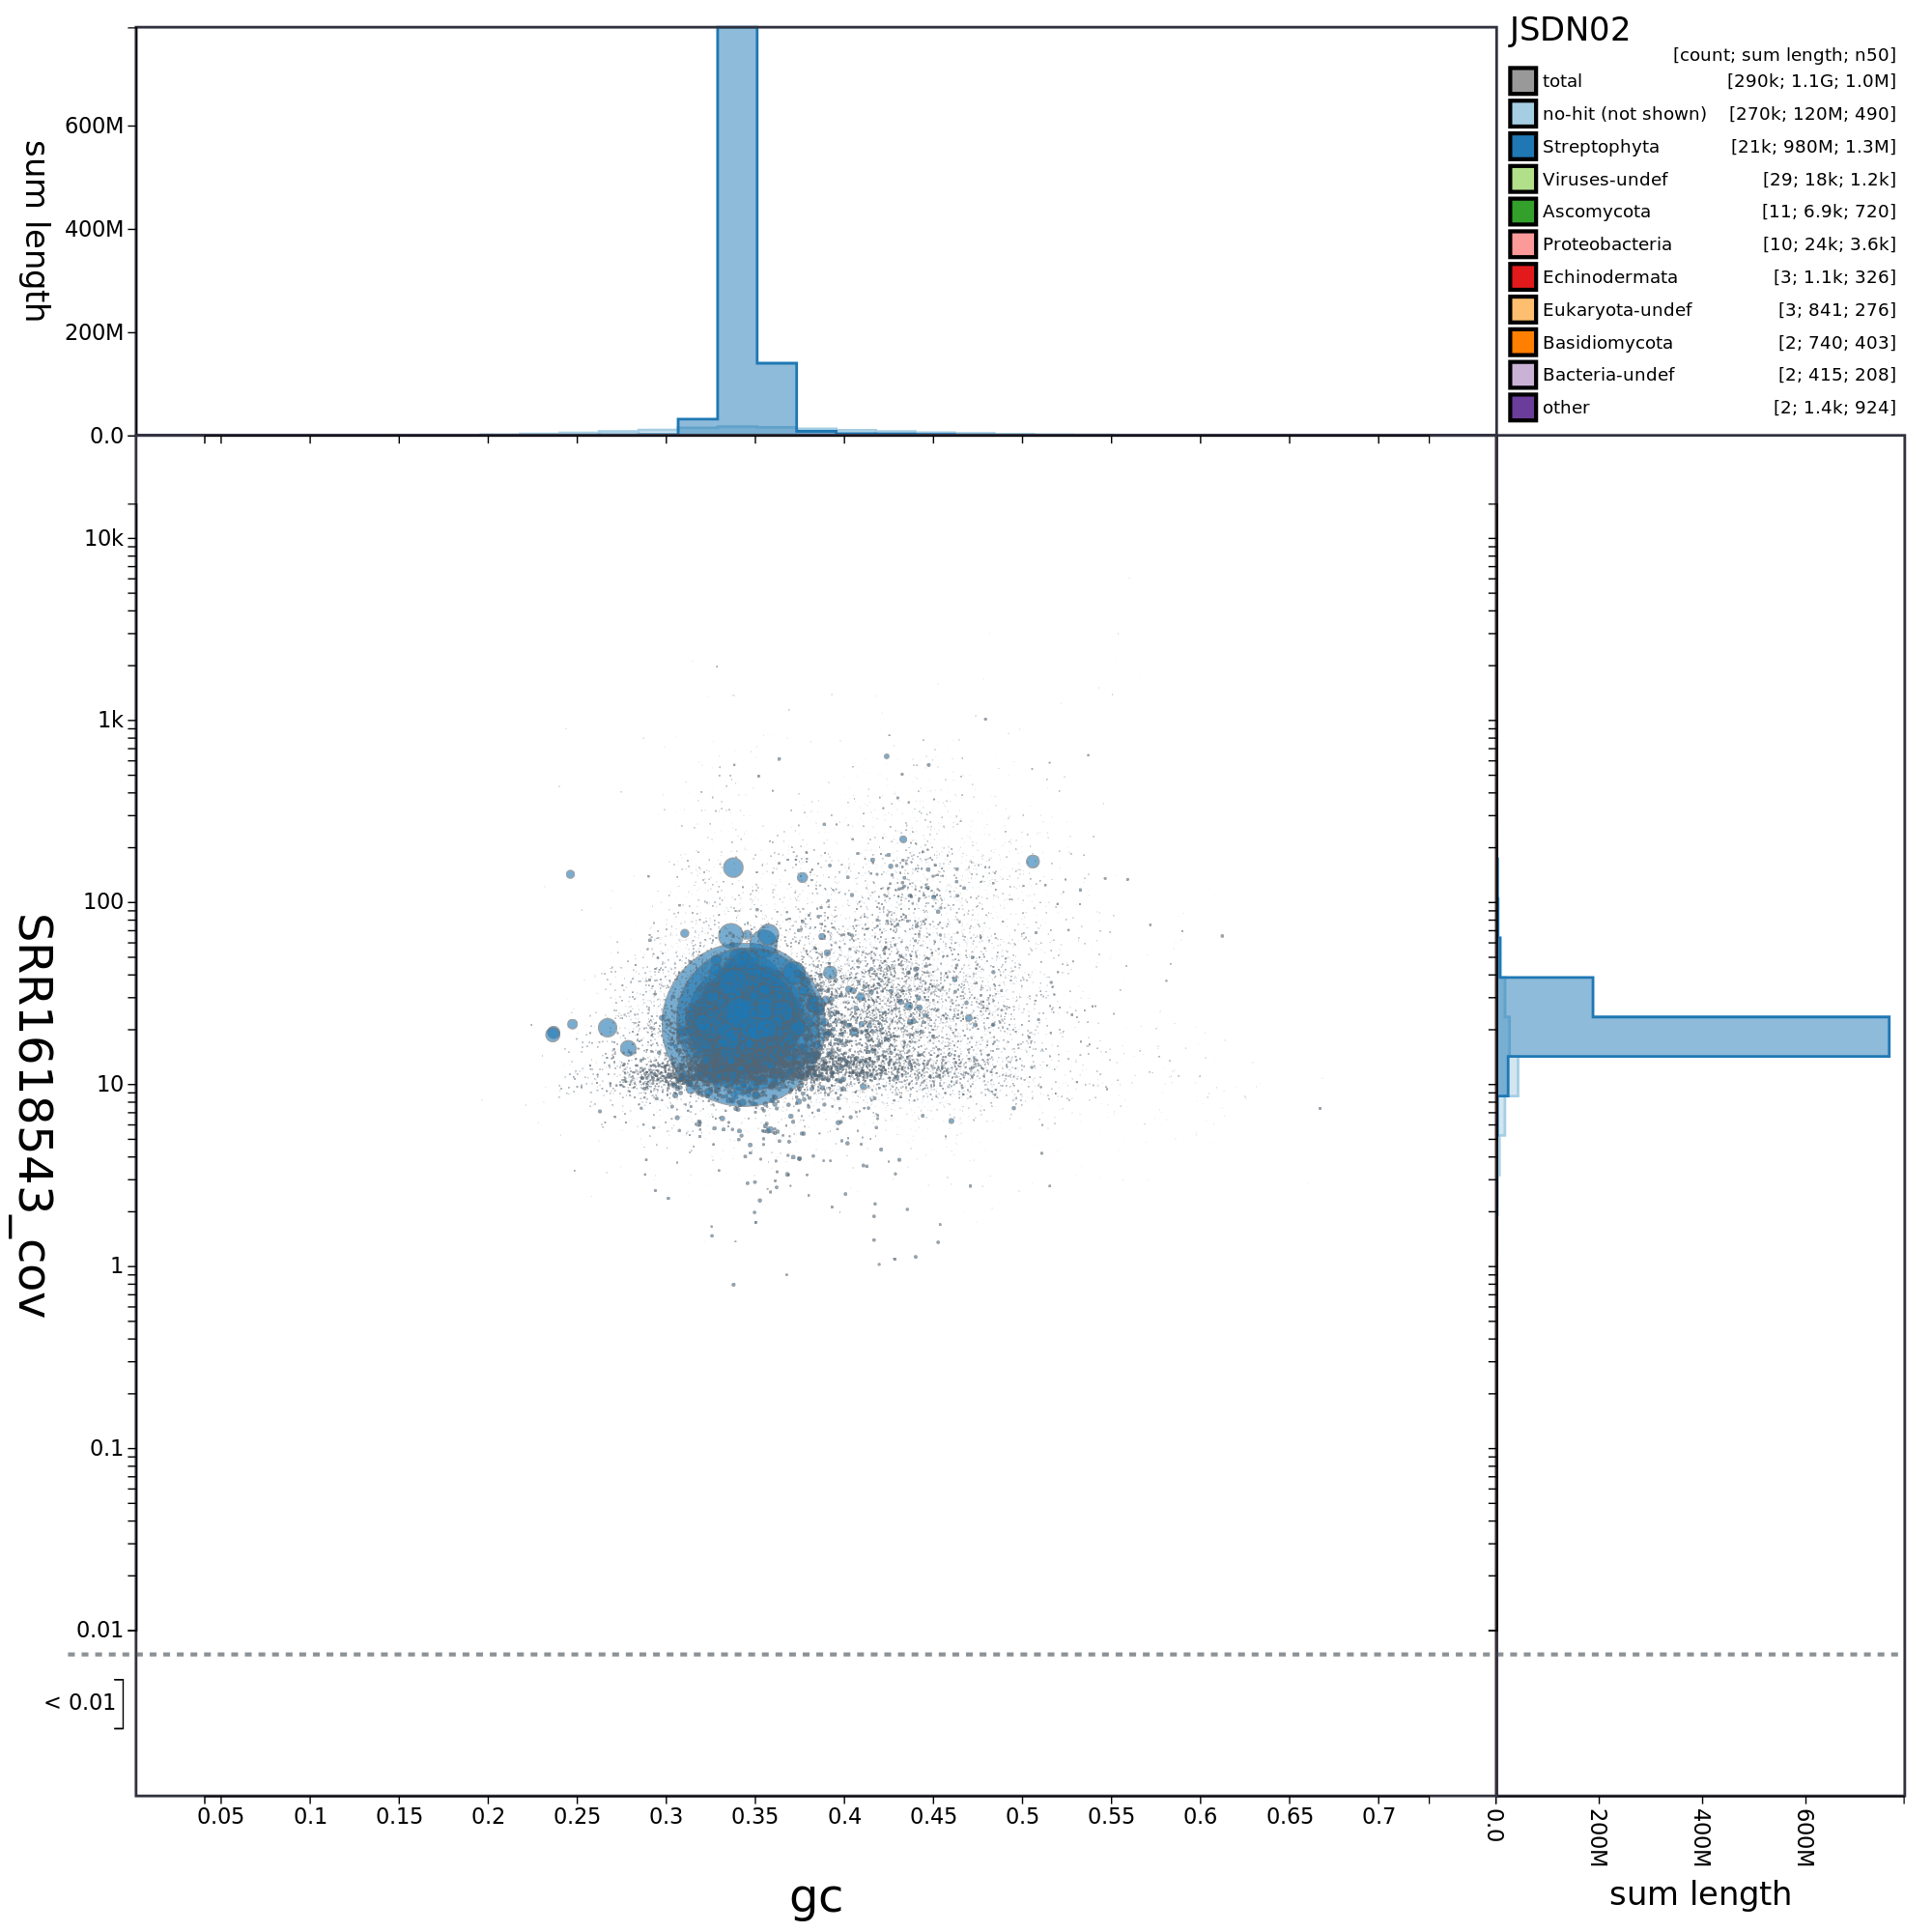 JSDN02
[count; sum length; n50]
total [290k; 1.1G; 1.0M]
no-hit (not shown) [270k; 120M; 490]
Streptophyta [21k; 980M; 1.3M]
Viruses-undef [29; 18k; 1.2k]
Ascomycota [11; 6.9k; 720]
Proteobacteria [10; 24k; 3.6k]
Echinodermata [3; 1.1k; 326]
Eukaryota-undef [3; 841; 276]
Basidiomycota [2; 740; 403]
Bacteria-undef [2; 415; 208]
other [2; 1.4k; 924]
sum length
600M
400M
200M
0.0
SRR1618543_cov
10k
1k
100
10
1
0.1
0.01
< 0.01
0.05 0.1 0.15 0.2 0.25 0.3 0.35 0.4 0.45 0.5 0.55 0.6 0.65 0.7
gc
0.0 200M 400M 600M
sum length